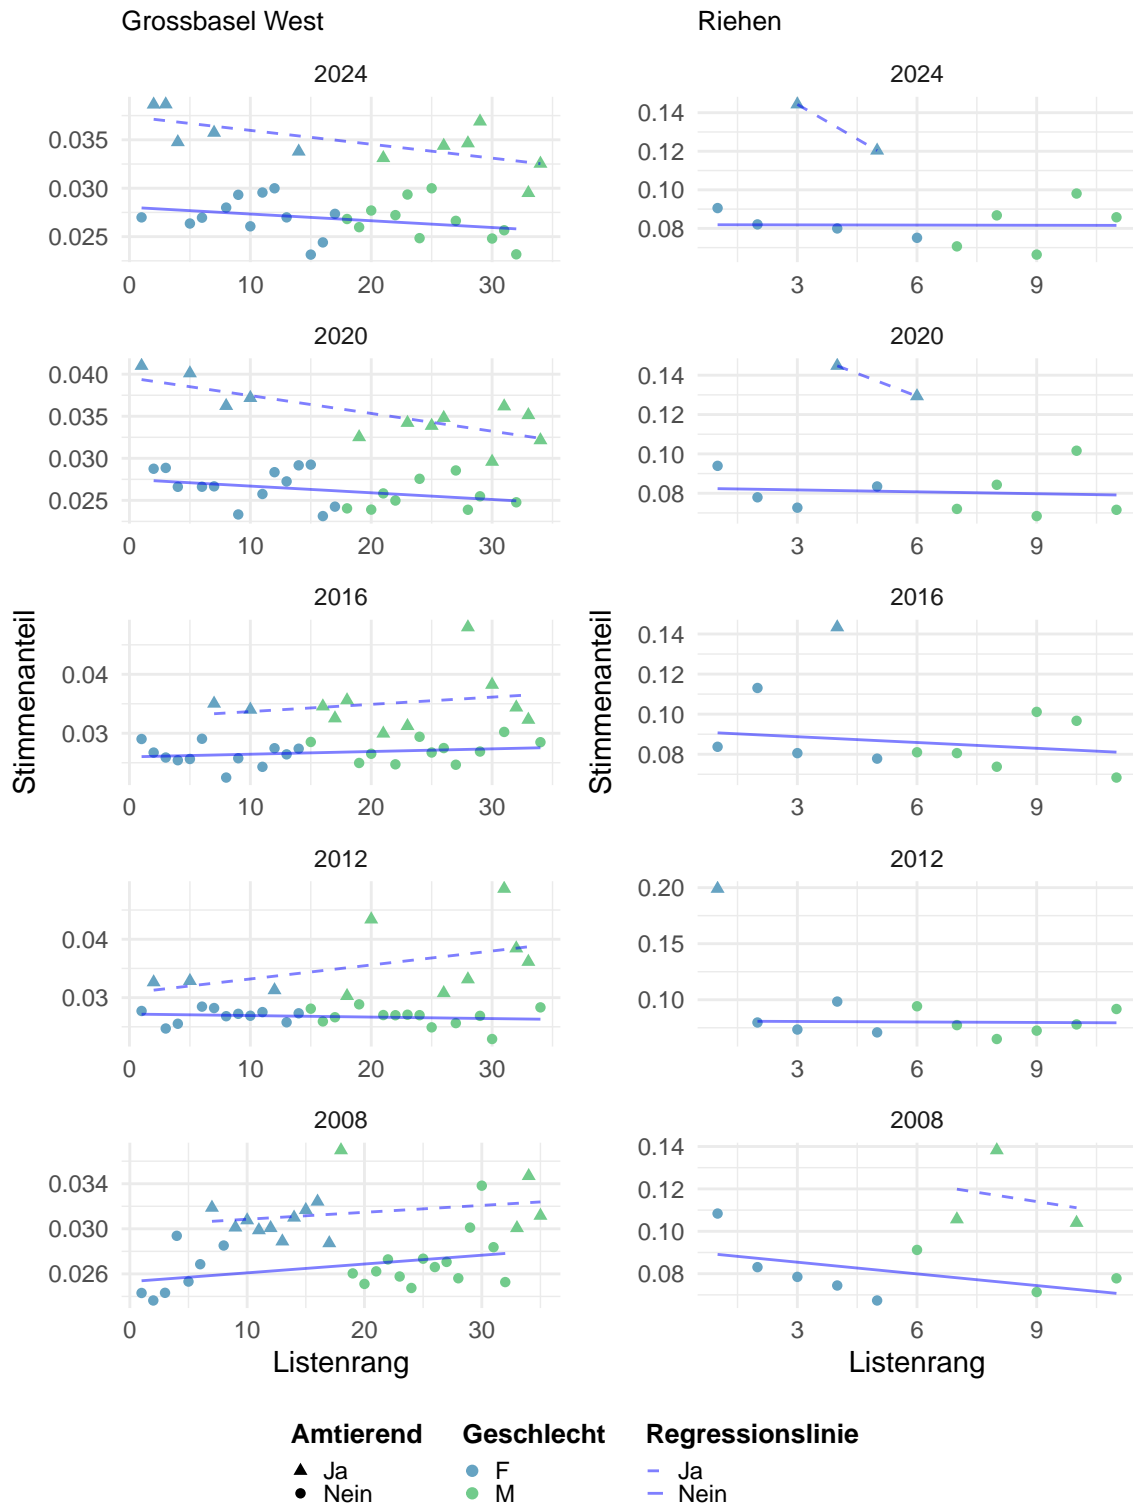 Grossbasel West
Riehen
2024
2024
0.035
0.030
0.025
0 10 20 30
0.14
0.12
0.10
0.08
3 6 9
2020
2020
0.040
0.035
0.030
0.025
0 10 20 30
0.14
0.12
0.10
0.08
3 6 9
2016
2016
0.04
0.03
0 10 20 30
0.14
0.12
0.10
0.08
3 6 9
2012
2012
0.04
0.03
0 10 20 30
0.20
0.15
0.10
3 6 9
2008
2008
0.034
0.030
0.026
0 10 20 30
0.14
0.12
0.10
0.08
3 6 9
Stimmenanteil
Stimmenanteil
Listenrang
Listenrang
Amtierend
Ja
Nein
Geschlecht
F
M
Regressionslinie
Ja
Nein